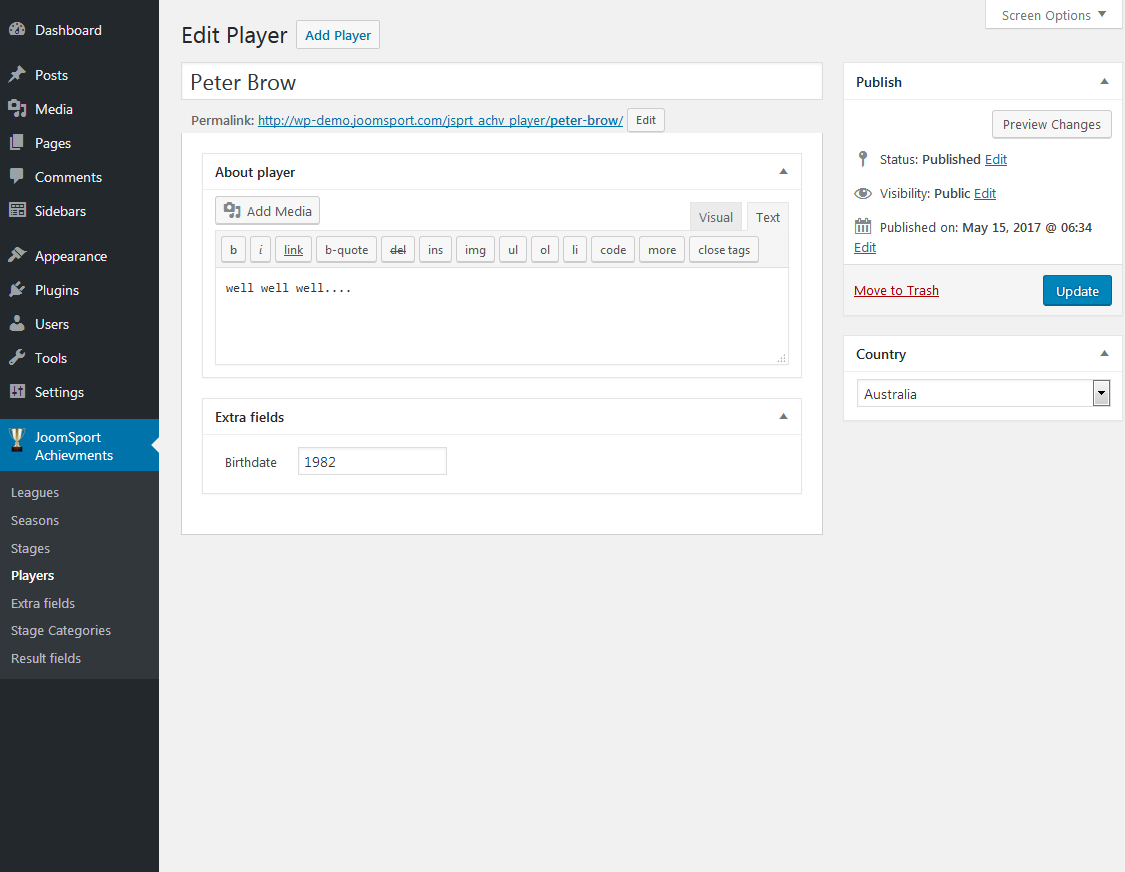 Dashboard
Posts
Media
Pages
Comments
Sidebars
Appearance
Plugins
Users
Tools
Settings
JoomSport
Achievments
Leagues
Seasons
Stages
Players
Extra fields
Stage Categories
Result fields
Screen Options
Edit Player Add Player
Peter Brow
Permalink: http://wp-demo.joomsport.com/jsprt_achv_player/peter-brow/ Edit
About player
Add Media Visual Text
b i link b-quote del ins img ul ol li code more close tags
well well well....
Extra fields
Birthdate 1982
Publish
Preview Changes
Status: Published Edit
Visibility: Public Edit
Published on: May 15, 2017 @ 06:34
Edit
Move to Trash Update
Country
Australia